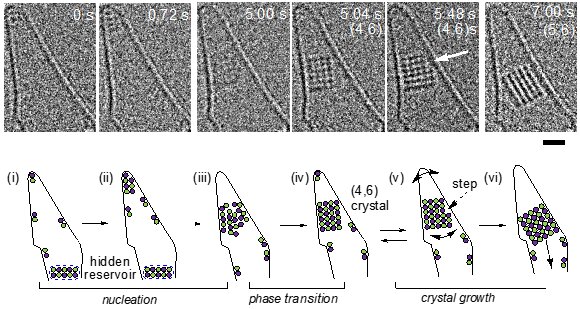 0 s
0.72 s
5.00 s
5.04 s
(4,6)
5.48 s
(4,6)s
7.00 s
(5,6)
(i)
(ii)
(iii)
(iv)
(v)
(vi)
(4,6)
crystal
step
hidden
reservoir
nucleation
phase transition
crystal growth